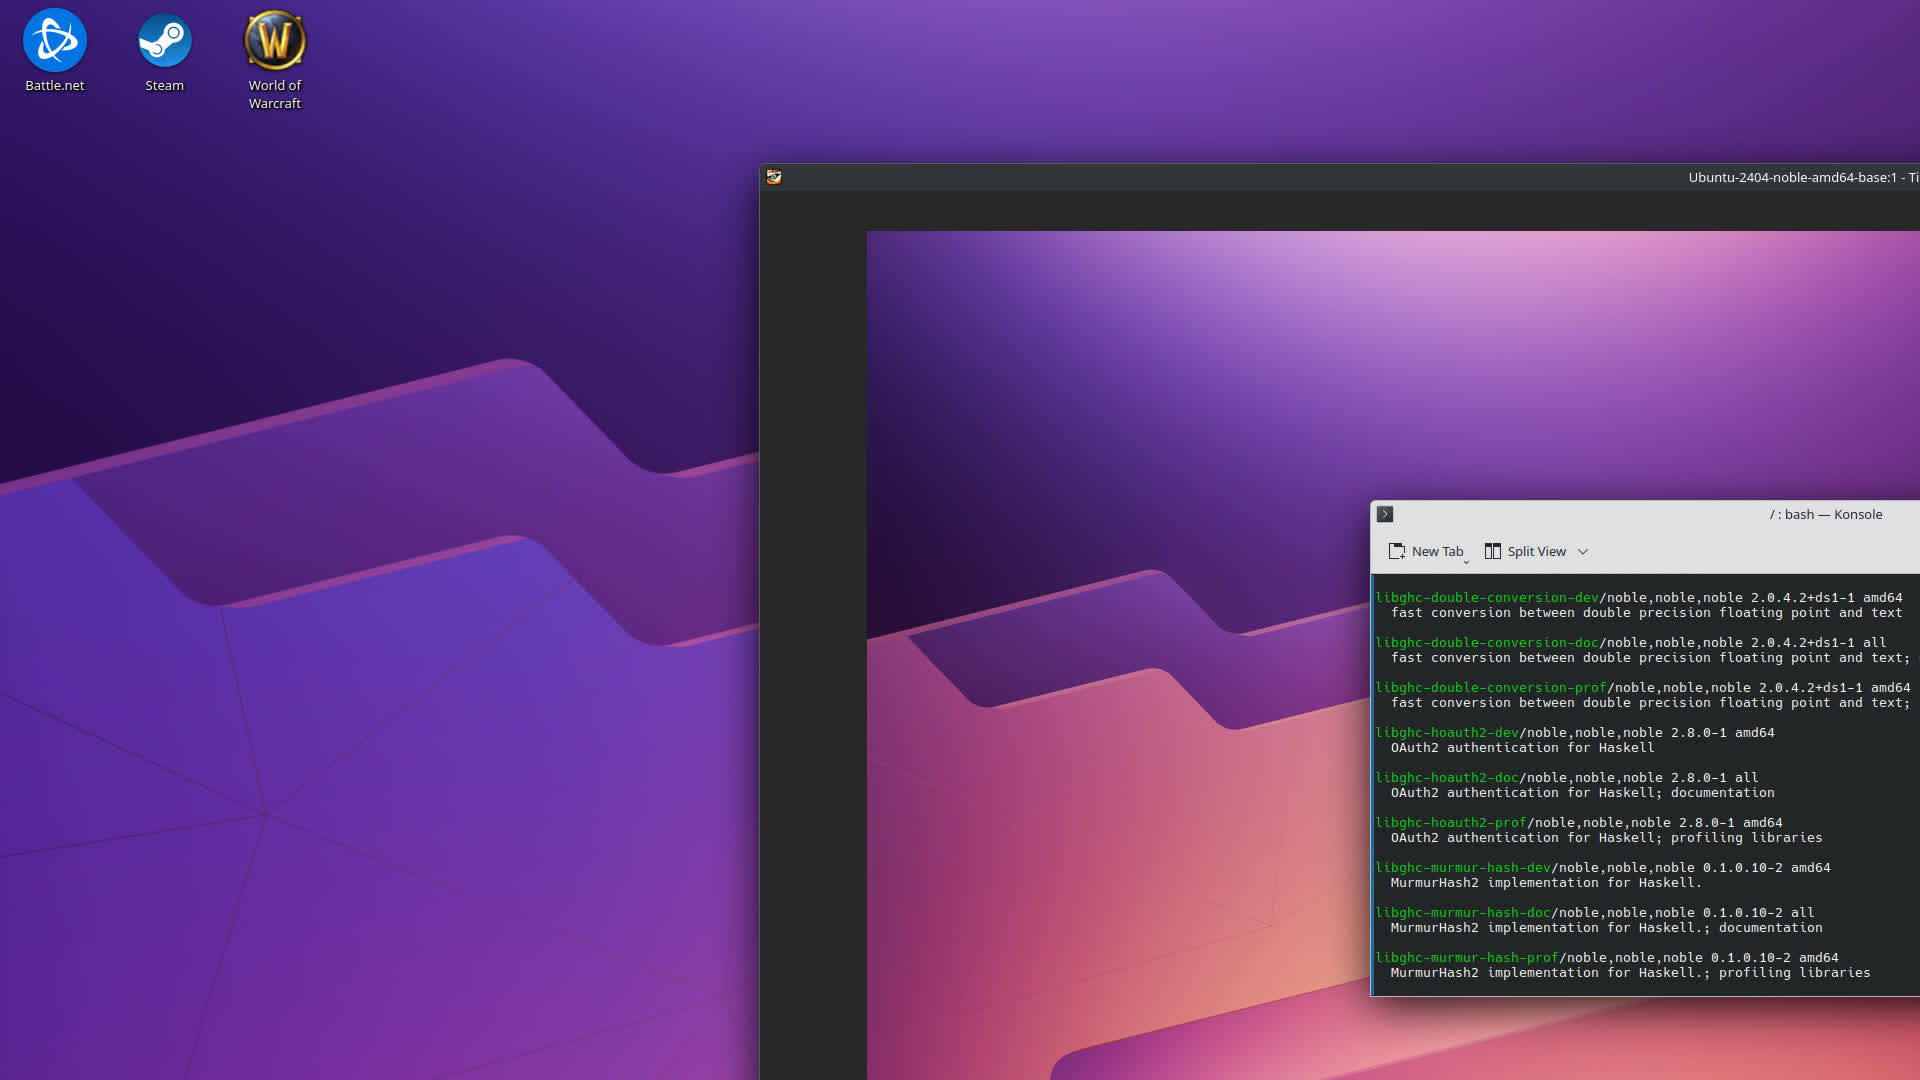 Battle.net
Steam
World of
Warcraft
Ubuntu-2404-noble-amd64-base:1 - Ti
/ : bash — Konsole
New Tab
Split View
libghc-double-conversion-dev/noble,noble,noble 2.0.4.2+ds1-1 amd64
fast conversion between double precision floating point and text
libghc-double-conversion-doc/noble,noble,noble 2.0.4.2+ds1-1 all
fast conversion between double precision floating point and text;
libghc-double-conversion-prof/noble,noble,noble 2.0.4.2+ds1-1 amd64
fast conversion between double precision floating point and text;
libghc-hoauth2-dev/noble,noble,noble 2.8.0-1 amd64
OAuth2 authentication for Haskell
libghc-hoauth2-doc/noble,noble,noble 2.8.0-1 all
OAuth2 authentication for Haskell; documentation
libghc-hoauth2-prof/noble,noble,noble 2.8.0-1 amd64
OAuth2 authentication for Haskell; profiling libraries
libghc-murmur-hash-dev/noble,noble,noble 0.1.0.10-2 amd64
MurmurHash2 implementation for Haskell.
libghc-murmur-hash-doc/noble,noble,noble 0.1.0.10-2 all
MurmurHash2 implementation for Haskell.; documentation
libghc-murmur-hash-prof/noble,noble,noble 0.1.0.10-2 amd64
MurmurHash2 implementation for Haskell.; profiling libraries